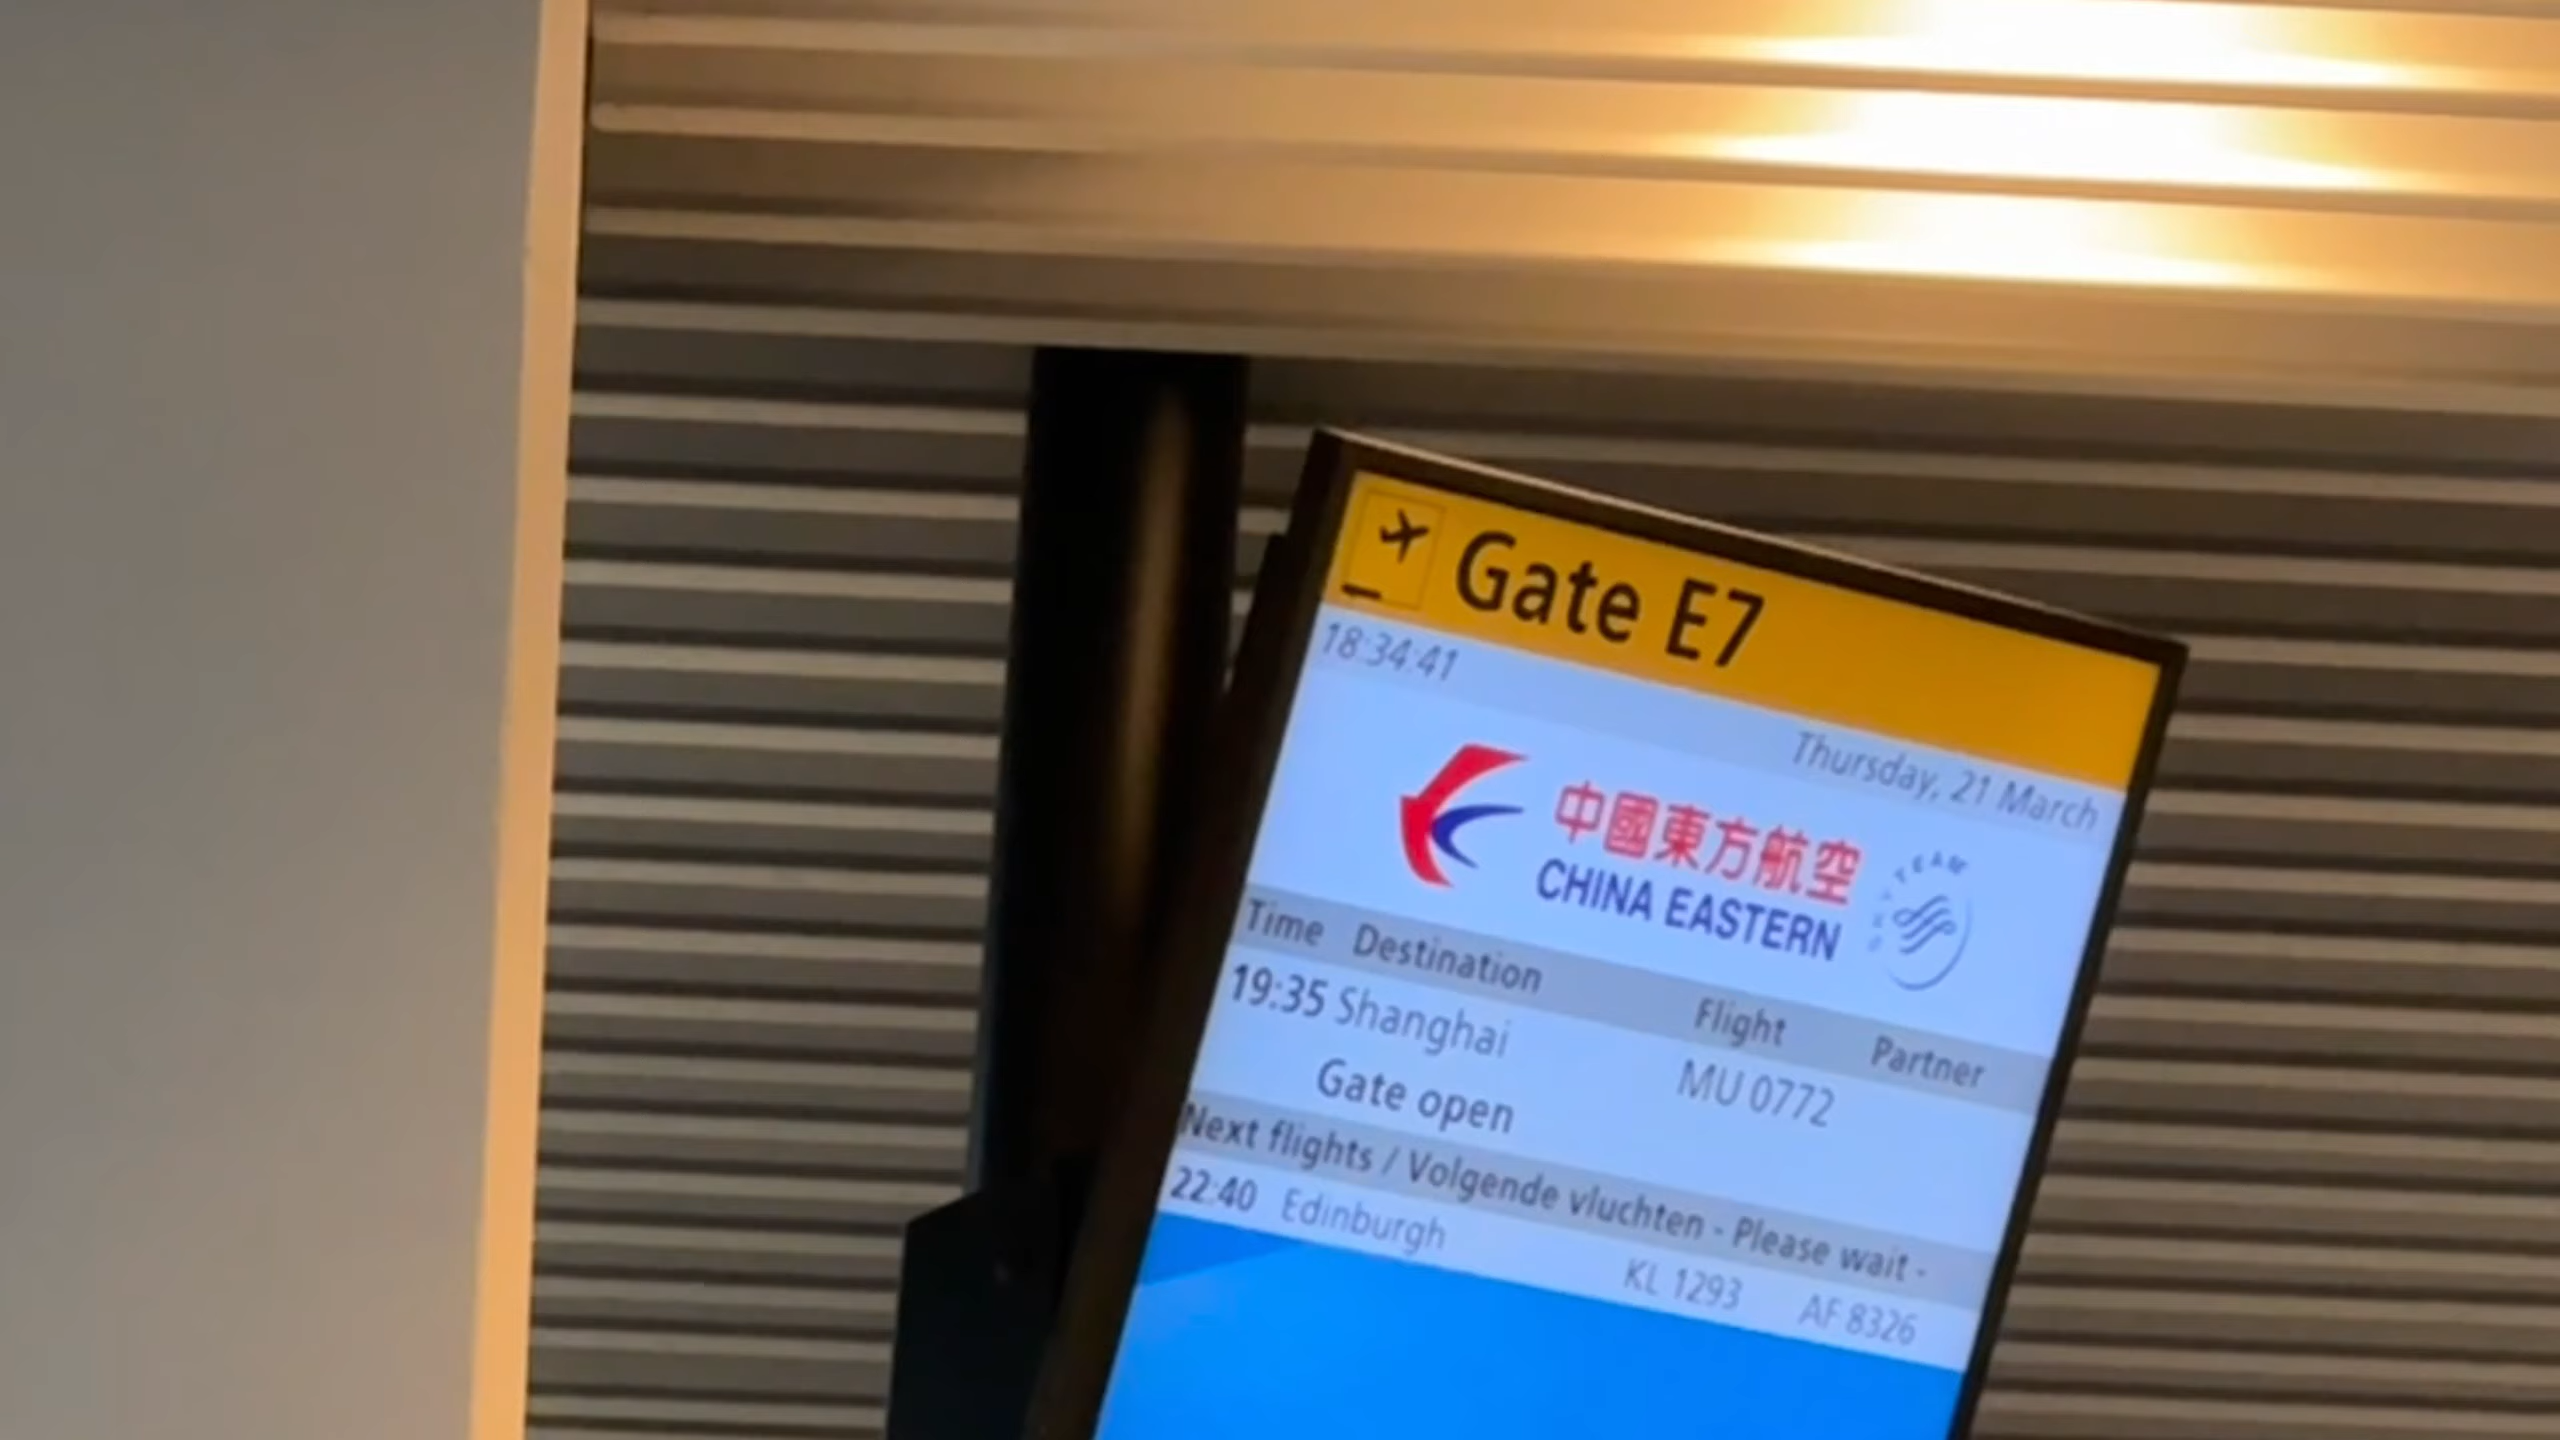 Gate E7
18:34:41
Thursday, 21 March
中國東方航空
CHINA EASTERN
Time Destination Flight Partner
19:35 Shanghai MU 0772
Gate open
Next flights / Volgende vluchten - Please wait -
22:40 Edinburgh KL 1293 AF 8326